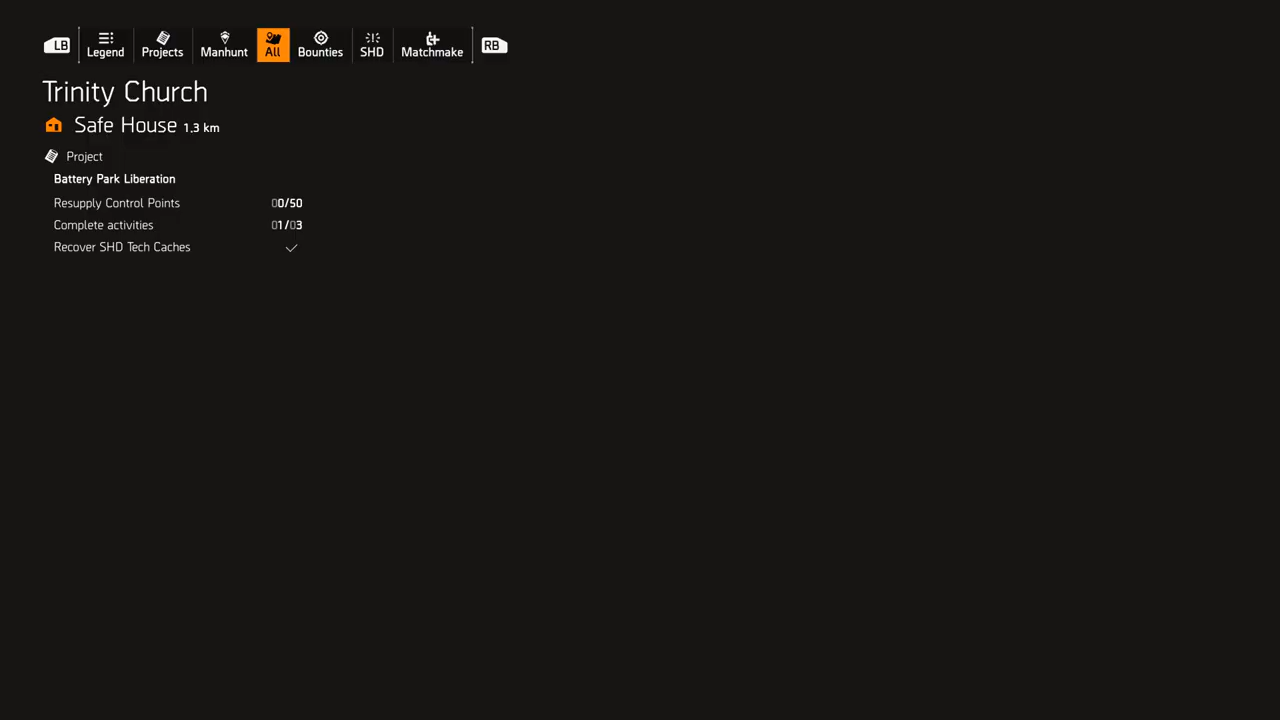 LB Legend Projects Manhunt All Bounties SHD Matchmake RB
Trinity Church
Safe House 1.3 km
Project
Battery Park Liberation
Resupply Control Points 00/50
Complete activities 01/03
Recover SHD Tech Caches